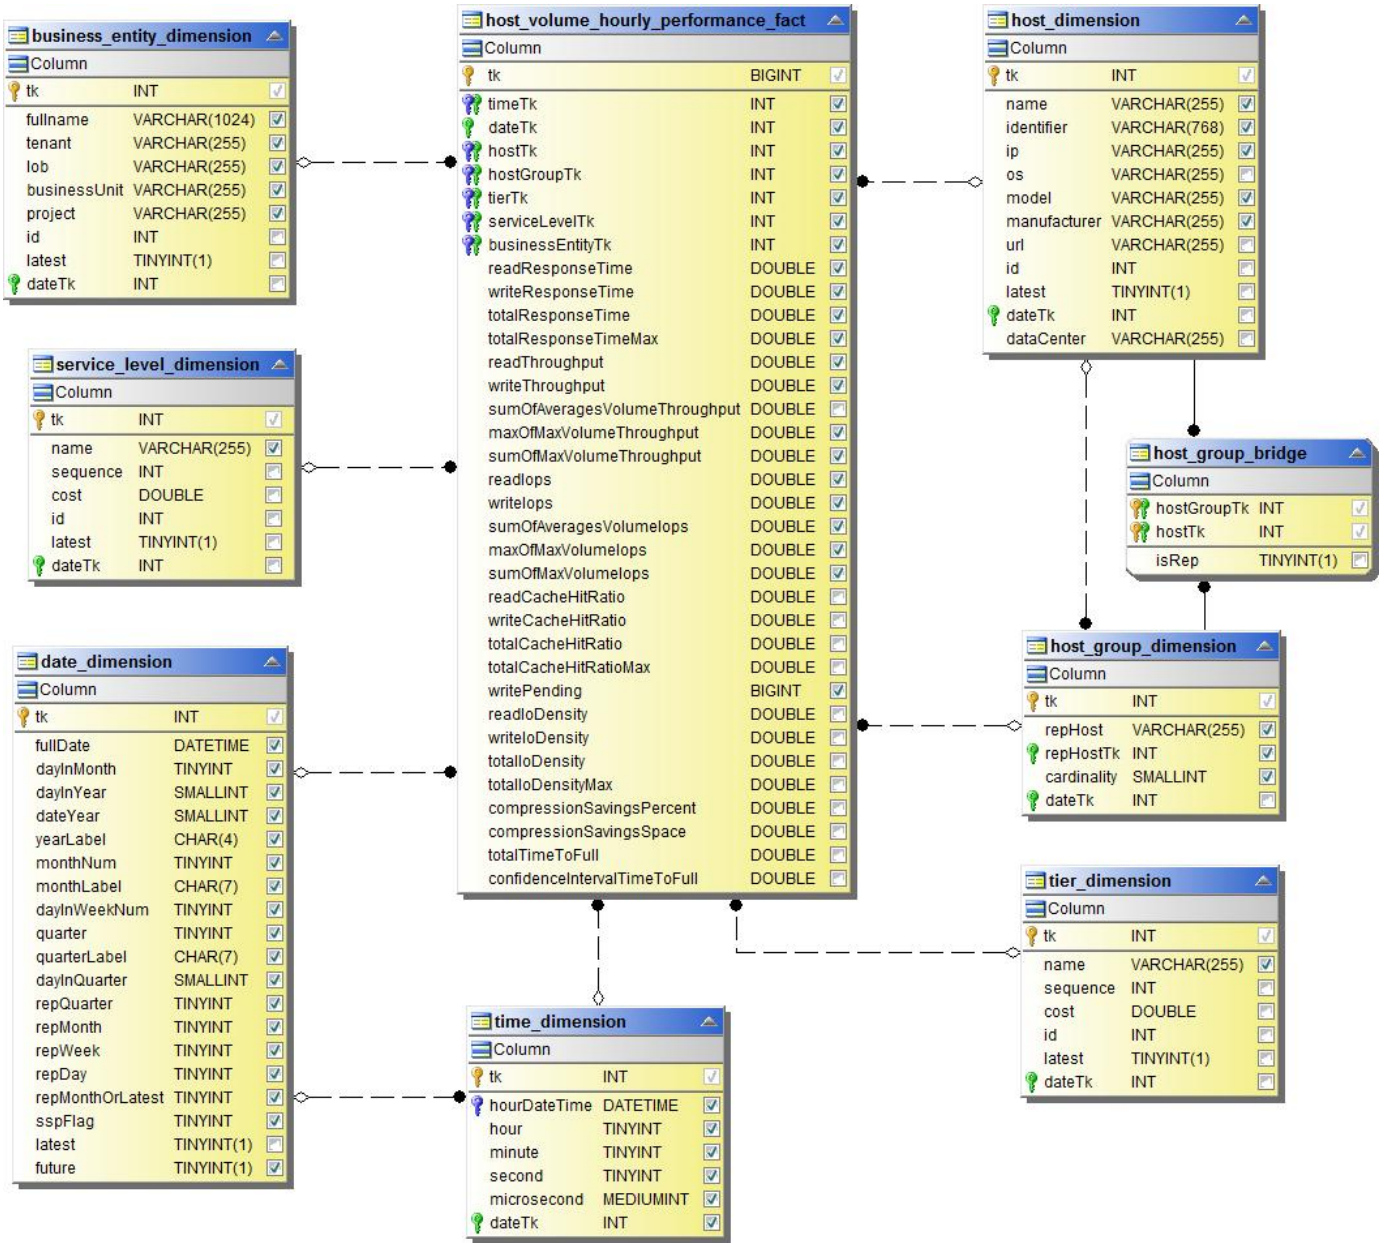 business_entity_dimension
Column
tk INT
fullname VARCHAR(1024)
tenant VARCHAR(255)
lob VARCHAR(255)
businessUnit VARCHAR(255)
project VARCHAR(255)
id INT
latest TINYINT(1)
dateTk INT
service_level_dimension
Column
tk INT
name VARCHAR(255)
sequence INT
cost DOUBLE
id INT
latest TINYINT(1)
dateTk INT
date_dimension
Column
tk INT
fullDate DATETIME
dayInMonth TINYINT
dayInYear SMALLINT
dateYear SMALLINT
yearLabel CHAR(4)
monthNum TINYINT
monthLabel CHAR(7)
dayInWeekNum TINYINT
quarter TINYINT
quarterLabel CHAR(7)
dayInQuarter SMALLINT
repQuarter TINYINT
repMonth TINYINT
repWeek TINYINT
repDay TINYINT
repMonthOrLatest TINYINT
sspFlag TINYINT
latest TINYINT(1)
future TINYINT(1)
host_volume_hourly_performance_fact
Column
tk BIGINT
timeTk INT
dateTk INT
hostTk INT
hostGroupTk INT
tierTk INT
serviceLevelTk INT
businessEntityTk INT
readResponseTime DOUBLE
writeResponseTime DOUBLE
totalResponseTime DOUBLE
totalResponseTimeMax DOUBLE
readThroughput DOUBLE
writeThroughput DOUBLE
sumOfAveragesVolumeThroughput DOUBLE
maxOfMaxVolumeThroughput DOUBLE
sumOfMaxVolumeThroughput DOUBLE
readIops DOUBLE
writeIops DOUBLE
sumOfAveragesVolumeIops DOUBLE
maxOfMaxVolumeIops DOUBLE
sumOfMaxVolumeIops DOUBLE
readCacheHitRatio DOUBLE
writeCacheHitRatio DOUBLE
totalCacheHitRatio DOUBLE
totalCacheHitRatioMax DOUBLE
writePending BIGINT
readIoDensity DOUBLE
writeIoDensity DOUBLE
totalIoDensity DOUBLE
totalIoDensityMax DOUBLE
compressionSavingsPercent DOUBLE
compressionSavingsSpace DOUBLE
totalTimeToFull DOUBLE
confidenceIntervalTimeToFull DOUBLE
time_dimension
Column
tk INT
hourDateTime DATETIME
hour TINYINT
minute TINYINT
second TINYINT
microsecond MEDIUMINT
dateTk INT
host_dimension
Column
tk INT
name VARCHAR(255)
identifier VARCHAR(768)
ip VARCHAR(255)
os VARCHAR(255)
model VARCHAR(255)
manufacturer VARCHAR(255)
url VARCHAR(255)
id INT
latest TINYINT(1)
dateTk INT
dataCenter VARCHAR(255)
host_group_bridge
Column
hostGroupTk INT
hostTk INT
isRep TINYINT(1)
host_group_dimension
Column
tk INT
repHost VARCHAR(255)
repHostTk INT
cardinality SMALLINT
dateTk INT
tier_dimension
Column
tk INT
name VARCHAR(255)
sequence INT
cost DOUBLE
id INT
latest TINYINT(1)
dateTk INT